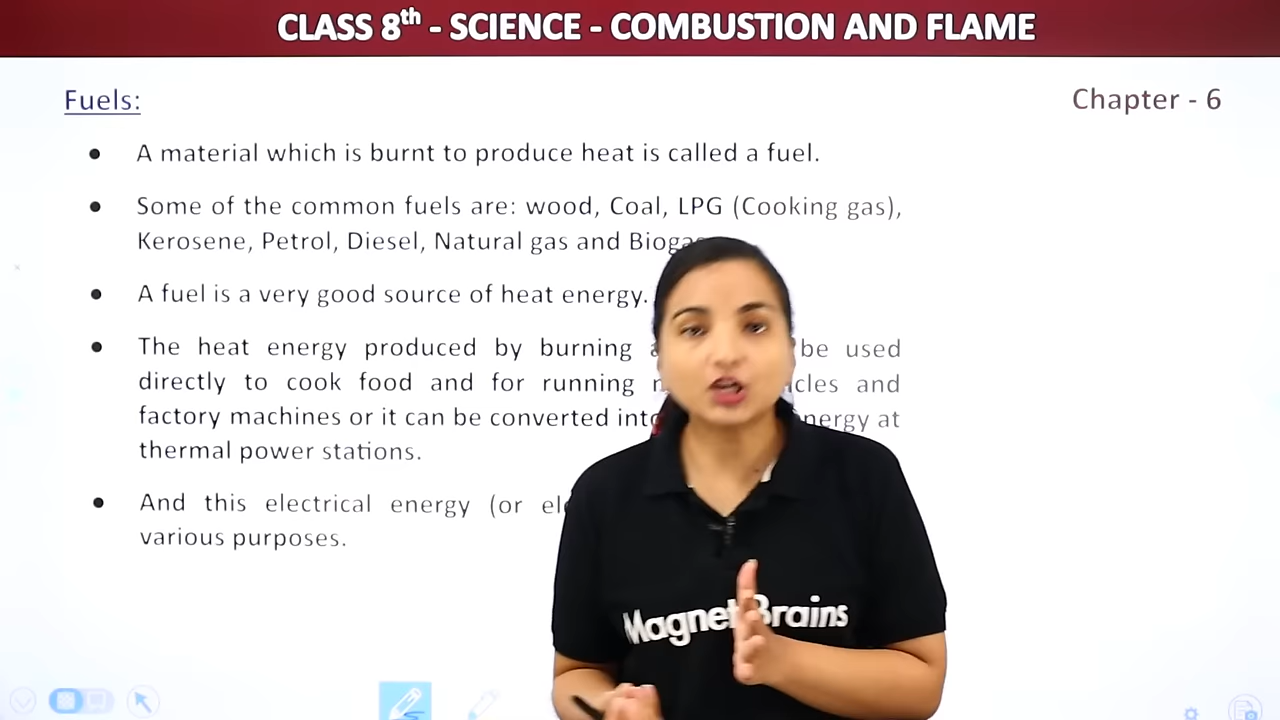 CLASS 8th - SCIENCE - COMBUSTION AND FLAME
Fuels:
Chapter - 6
● A material which is burnt to produce heat is called a fuel.
● Some of the common fuels are: wood, Coal, LPG (Cooking gas),
Kerosene, Petrol, Diesel, Natural gas and
● A fuel is a very good source of heat energy.
● The heat energy produced by burning be used
directly to cook food and for running and
factory machines or it can be converted at
thermal power stations.
● And this electrical energy (or
various purposes.
Magnet Brains